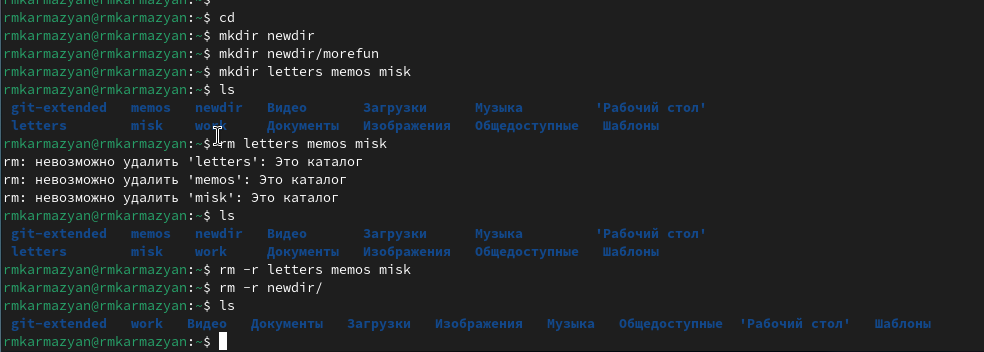 rmkarmazyan@rmkarmazyan:~$ cd
rmkarmazyan@rmkarmazyan:~$ mkdir newdir
rmkarmazyan@rmkarmazyan:~$ mkdir newdir/morefun
rmkarmazyan@rmkarmazyan:~$ mkdir letters memos misk
rmkarmazyan@rmkarmazyan:~$ ls
git-extended memos newdir Видео Загрузки Музыка 'Рабочий стол'
letters misk work Документы Изображения Общедоступные Шаблоны
rmkarmazyan@rmkarmazyan:~$ rm letters memos misk
rm: невозможно удалить 'letters': Это каталог
rm: невозможно удалить 'memos': Это каталог
rm: невозможно удалить 'misk': Это каталог
rmkarmazyan@rmkarmazyan:~$ ls
git-extended memos newdir Видео Загрузки Музыка 'Рабочий стол'
letters misk work Документы Изображения Общедоступные Шаблоны
rmkarmazyan@rmkarmazyan:~$ rm -r letters memos misk
rmkarmazyan@rmkarmazyan:~$ rm -r newdir/
rmkarmazyan@rmkarmazyan:~$ ls
git-extended work Видео Документы Загрузки Изображения Музыка Общедоступные 'Рабочий стол' Шаблоны
rmkarmazyan@rmkarmazyan:~$